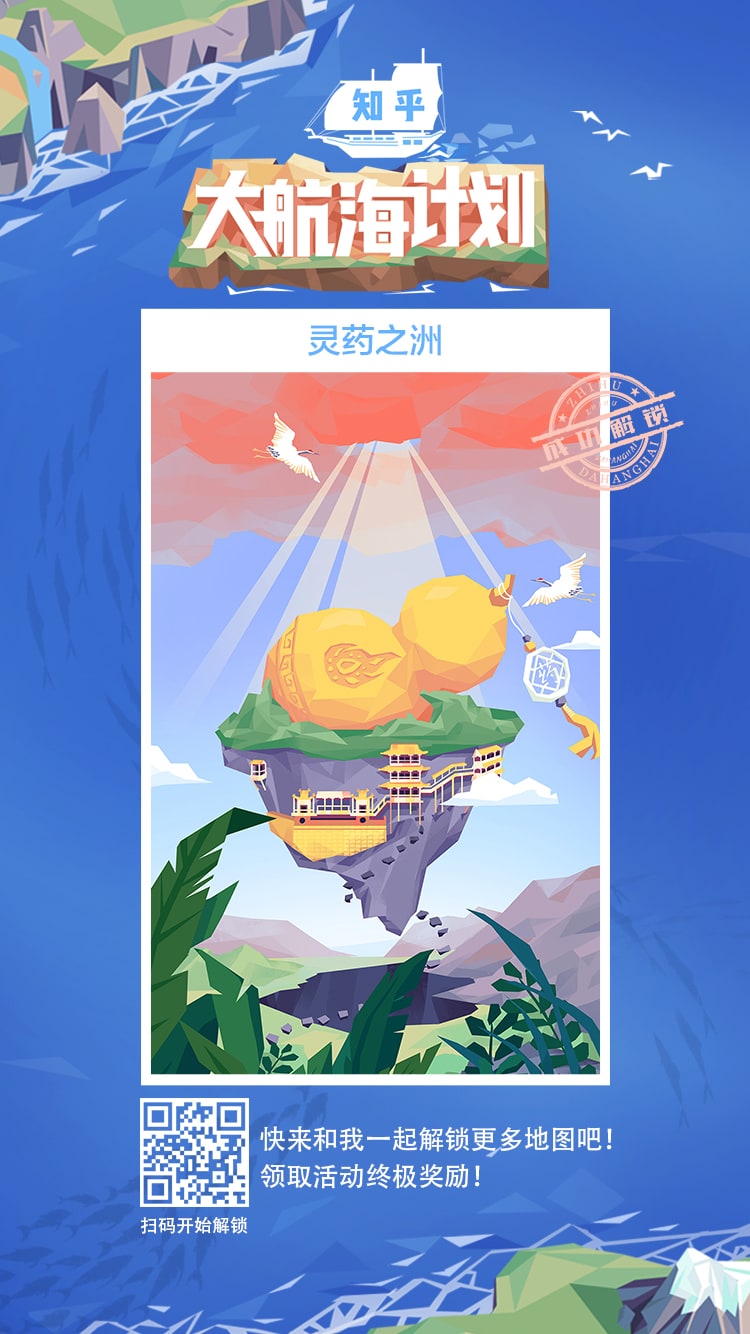 知乎
大航海计划
灵药之洲
ZHIHU
成功解锁
DAHANGHAI
快来和我一起解锁更多地图吧！
领取活动终极奖励！
扫码开始解锁